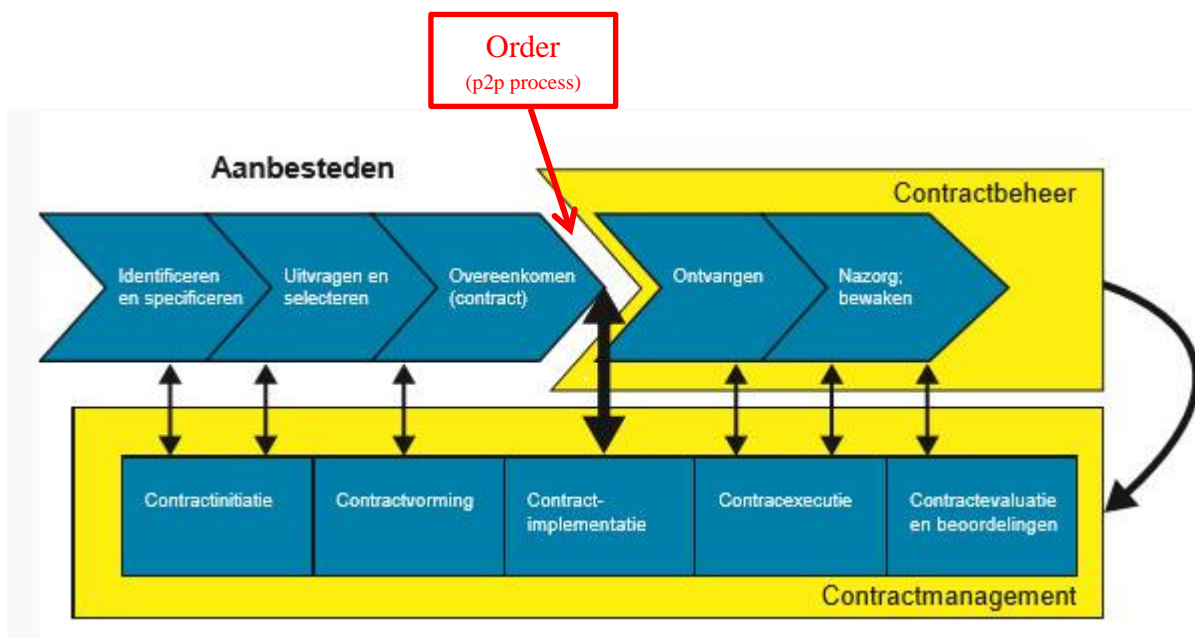 Order
(p2p process)
Aanbesteden
Contractbeheer
Identificeren
en specificeren
Uitvragen en
selecteren
Overeenkomen
(contract)
Ontvangen
Nazorg;
bewaken
Contractinitiatie
Contractvorming
Contract-
implementatie
Contracexecutie
Contractevaluatie
en beoordelingen
Contractmanagement